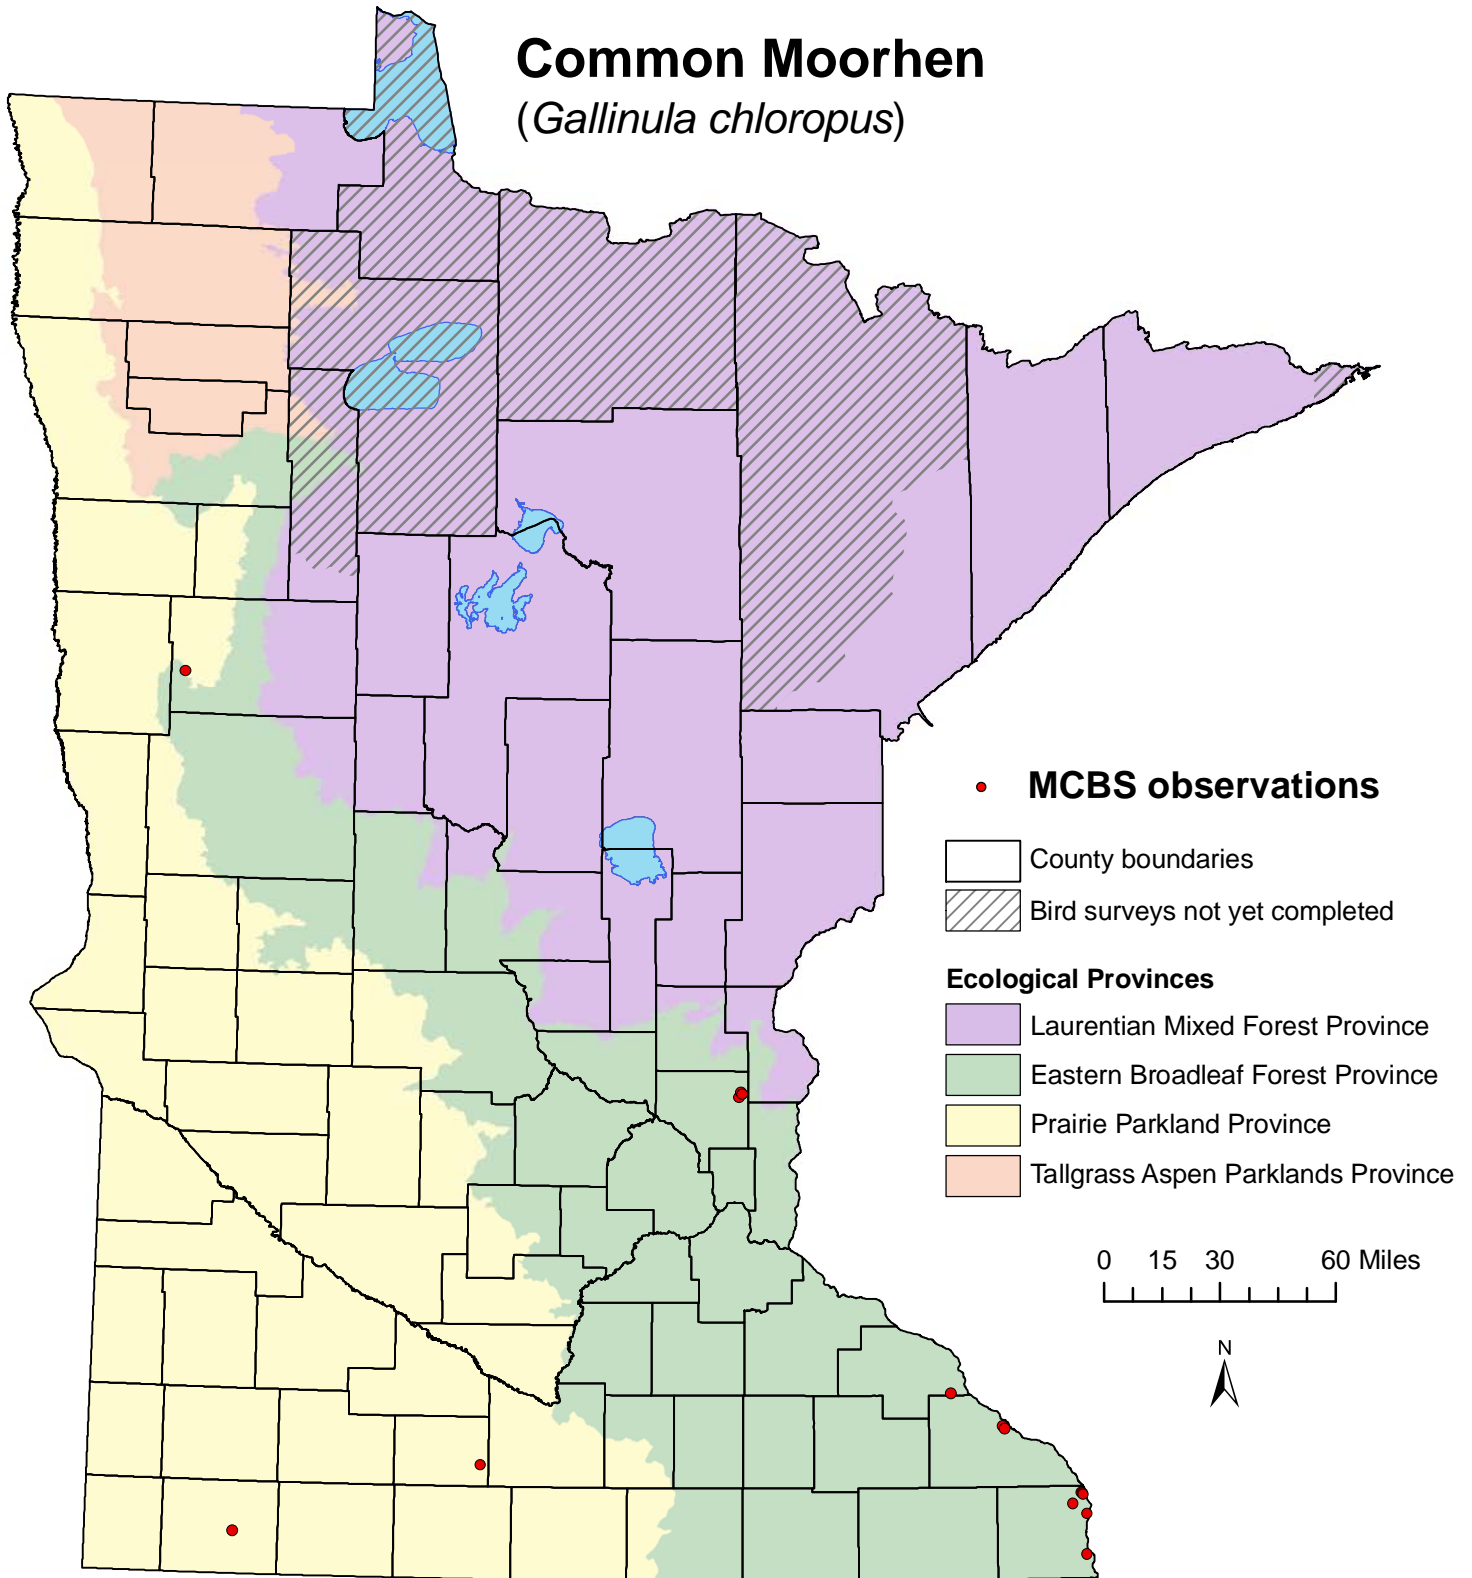 Common Moorhen
(Gallinula chloropus)
MCBS observations
County boundaries
Bird surveys not yet completed
Ecological Provinces
Laurentian Mixed Forest Province
Eastern Broadleaf Forest Province
Prairie Parkland Province
Tallgrass Aspen Parklands Province
0 15 30 60 Miles
N